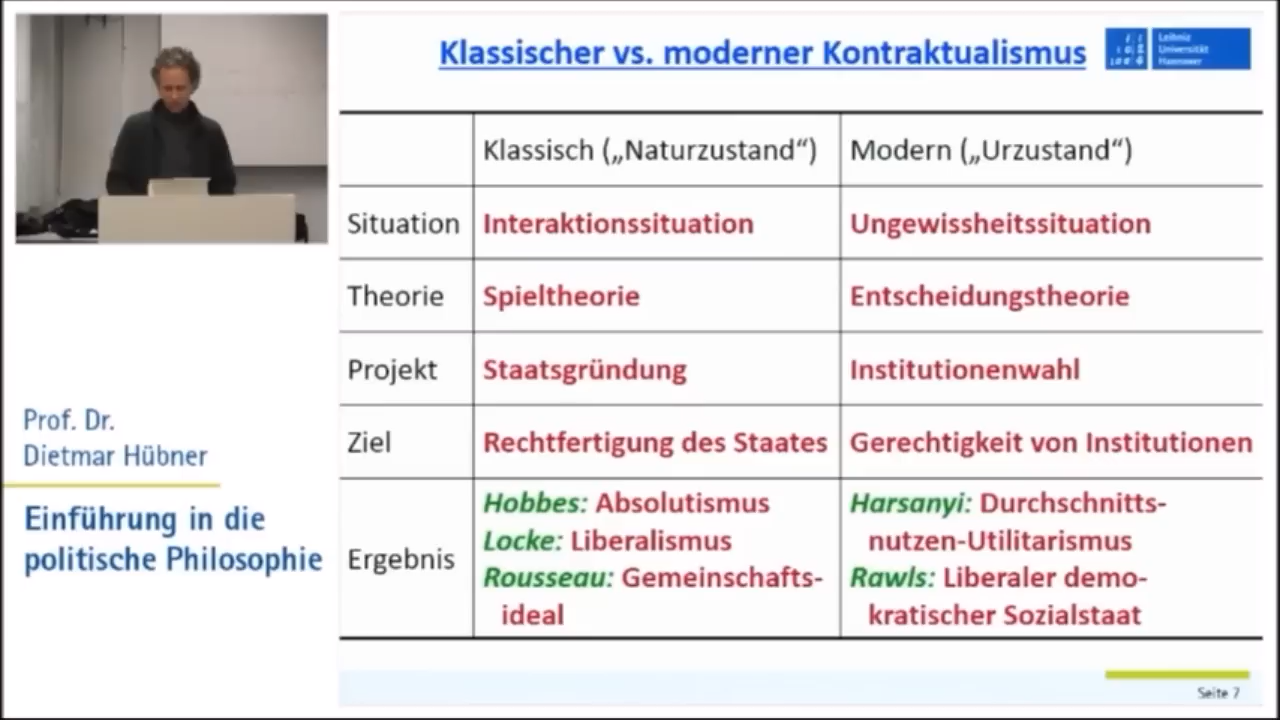 Klassischer vs. moderner Kontraktualismus
Leibniz
Universität
Hannover
Klassisch („Naturzustand“)
Modern („Urzustand“)
Situation
Interaktionssituation
Ungewissheitssituation
Theorie
Spieltheorie
Entscheidungstheorie
Projekt
Staatsgründung
Institutionenwahl
Ziel
Rechtfertigung des Staates
Gerechtigkeit von Institutionen
Ergebnis
Hobbes: Absolutismus
Locke: Liberalismus
Rousseau: Gemeinschafts-
ideal
Harsanyi: Durchschnitts-
nutzen-Utilitarismus
Rawls: Liberaler demo-
kratischer Sozialstaat
Prof. Dr.
Dietmar Hübner
Einführung in die
politische Philosophie
Seite 7